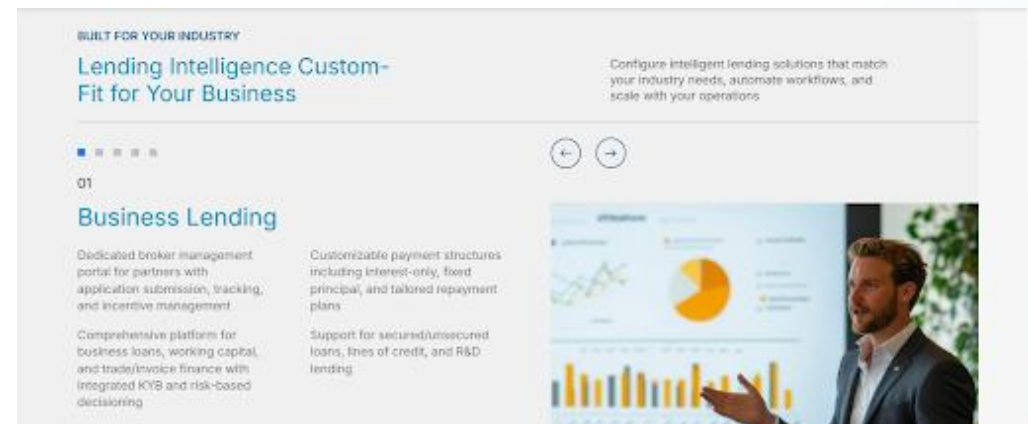 BUILT FOR YOUR INDUSTRY
Lending Intelligence Custom-
Fit for Your Business
Configure intelligent lending solutions that match
your industry needs, automate workflows, and
scale with your operations
01
Business Lending
Dedicated broker management
portal for partners with
application submission, tracking,
and incentive management
Customizable payment structures
including interest-only, fixed
principal, and tailored repayment
plans
Comprehensive platform for
business loans, working capital,
and trade/invoice finance with
integrated KYB and risk-based
decisioning
Support for secured/unsecured
loans, lines of credit, and R&D
lending